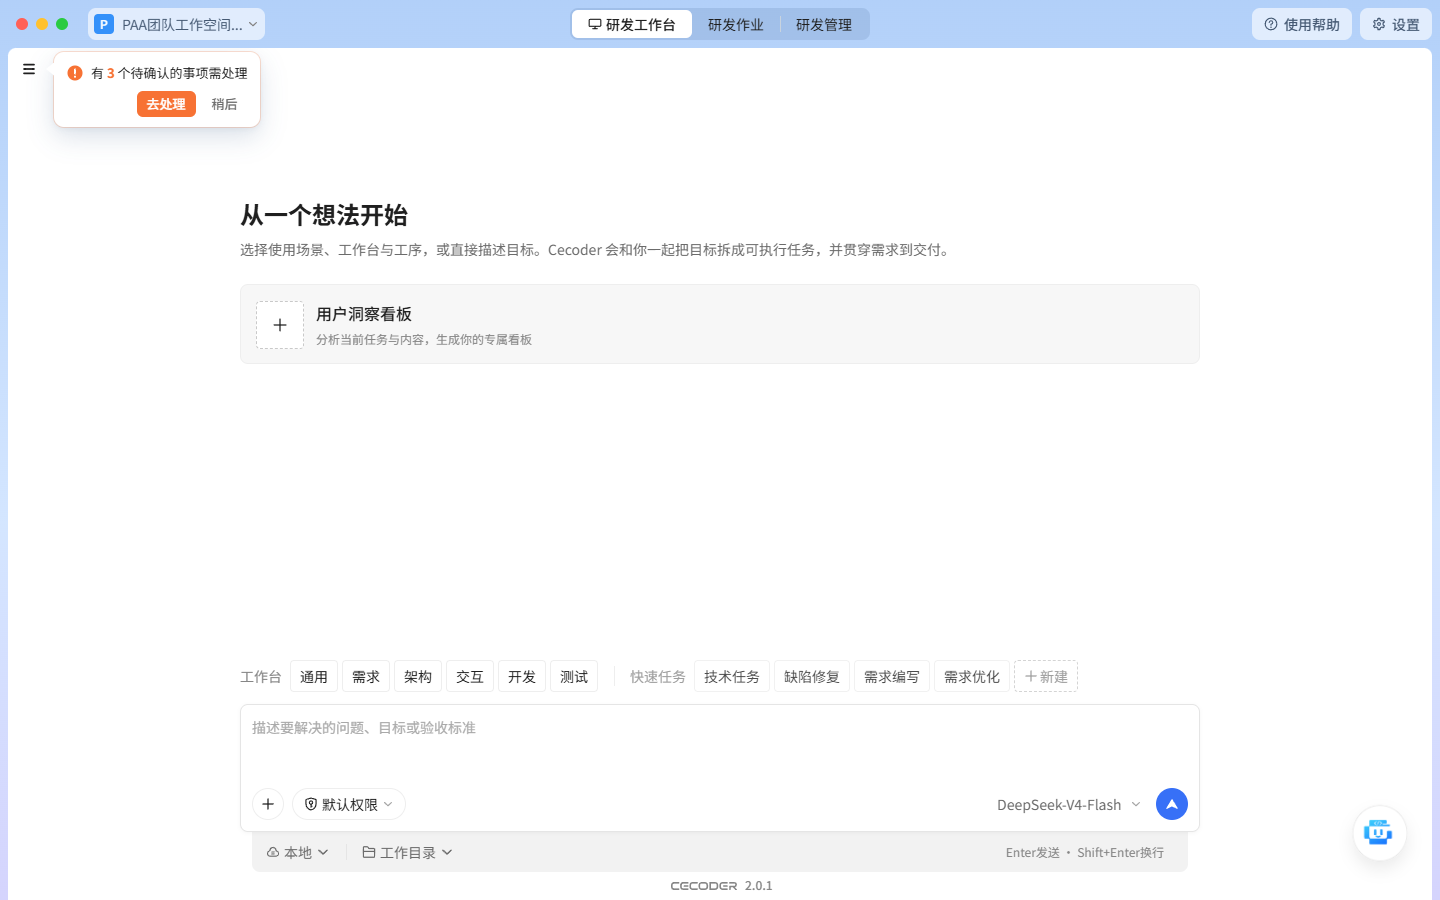 P PAA团队工作空间...
研发工作台 研发作业 研发管理
使用帮助 设置
有 3 个待确认的事项需处理
去处理 稍后
从一个想法开始
选择使用场景、工作台与工序，或直接描述目标。Cecoder 会和你一起把目标拆成可执行任务，并贯穿需求到交付。
用户洞察看板
分析当前任务与内容，生成你的专属看板
工作台 通用 需求 架构 交互 开发 测试 快速任务 技术任务 缺陷修复 需求编写 需求优化 新建
描述要解决的问题、目标或验收标准
默认权限 DeepSeek-V4-Flash
本地 工作目录 Enter发送 • Shift+Enter换行
CECODER 2.0.1